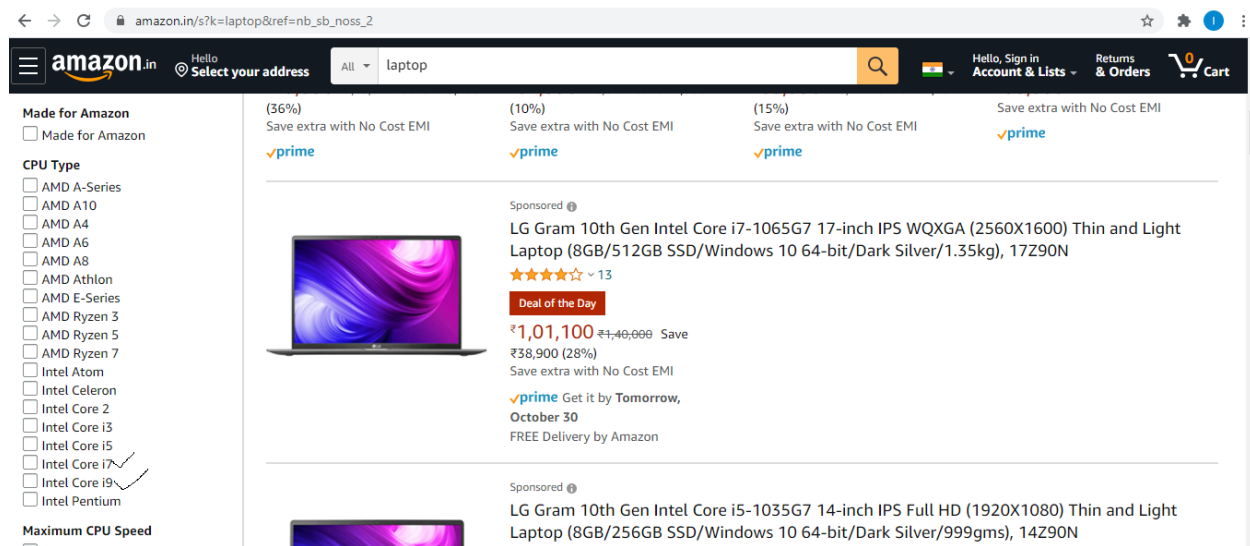 amazon.in/s?k=laptop&ref=nb_sb_noss_2
I
amazon.in
Hello
Select your address
All
laptop
Hello, Sign in
Account & Lists
Returns
& Orders
0
Cart
Made for Amazon
Made for Amazon
CPU Type
AMD A-Series
AMD A10
AMD A4
AMD A6
AMD A8
AMD Athlon
AMD E-Series
AMD Ryzen 3
AMD Ryzen 5
AMD Ryzen 7
Intel Atom
Intel Celeron
Intel Core 2
Intel Core i3
Intel Core i5
Intel Core i7
Intel Core i9
Intel Pentium
Maximum CPU Speed
(36%)
Save extra with No Cost EMI
prime
(10%)
Save extra with No Cost EMI
prime
(15%)
Save extra with No Cost EMI
prime
Save extra with No Cost EMI
prime
Sponsored
LG Gram 10th Gen Intel Core i7-1065G7 17-inch IPS WQXGA (2560X1600) Thin and Light
Laptop (8GB/512GB SSD/Windows 10 64-bit/Dark Silver/1.35kg), 17Z90N
13
Deal of the Day
₹1,01,100 ₹1,40,000 Save
₹38,900 (28%)
Save extra with No Cost EMI
prime Get it by Tomorrow,
October 30
FREE Delivery by Amazon
Sponsored
LG Gram 10th Gen Intel Core i5-1035G7 14-inch IPS Full HD (1920X1080) Thin and Light
Laptop (8GB/256GB SSD/Windows 10 64-bit/Dark Silver/999gms), 14Z90N